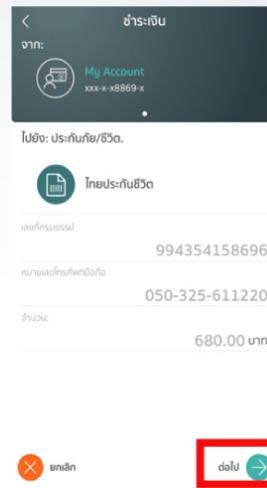 ชำระเงิน
จาก:
My Account
xxx-x-x8869-x
ไปยัง: ประกันภัย/ชีวิต.
ไทยประกันชีวิต
เลขที่กรมธรรม์
994354158696
หมายเลขโทรศัพท์มือถือ
050-325-611220
จำนวน:
680.00 บาท
ยกเลิก
ต่อไป